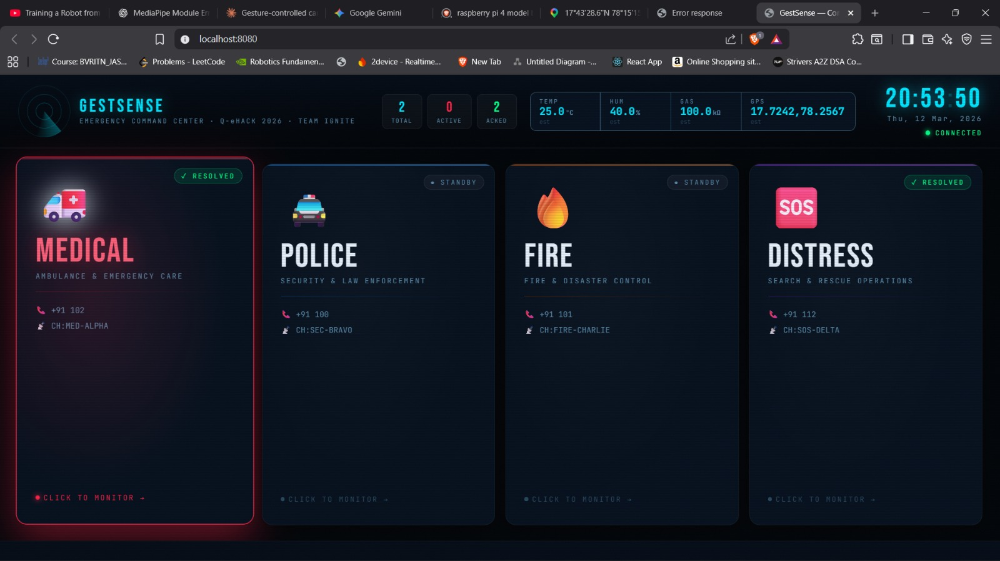 Training a Robot from
MediaPipe Module Er
Gesture-controlled ca
Google Gemini
raspberry pi 4 model
17°43'28.6"N 78°15'1
Error response
GestSense — Co
localhost:8080
1
Course: BVRITN_JAS...
Problems - LeetCode
Robotics Fundamen...
2device - Realtime...
New Tab
Untitled Diagram -...
React App
Online Shopping sit...
Strivers A2Z DSA Co...
GESTSENSE
EMERGENCY COMMAND CENTER · Q-eHACK 2026 · TEAM IGNITE
2
TOTAL
0
ACTIVE
2
ACKED
TEMP
25.0°C
est
HUM
40.0%
est
GAS
100.0kΩ
est
GPS
17.7242,78.2567
est
20:53:50
Thu, 12 Mar, 2026
CONNECTED
✓ RESOLVED
MEDICAL
AMBULANCE & EMERGENCY CARE
+91 102
CH:MED-ALPHA
CLICK TO MONITOR →
● STANDBY
POLICE
SECURITY & LAW ENFORCEMENT
+91 100
CH:SEC-BRAVO
CLICK TO MONITOR →
● STANDBY
FIRE
FIRE & DISASTER CONTROL
+91 101
CH:FIRE-CHARLIE
CLICK TO MONITOR →
✓ RESOLVED
SOS
DISTRESS
SEARCH & RESCUE OPERATIONS
+91 112
CH:SOS-DELTA
CLICK TO MONITOR →